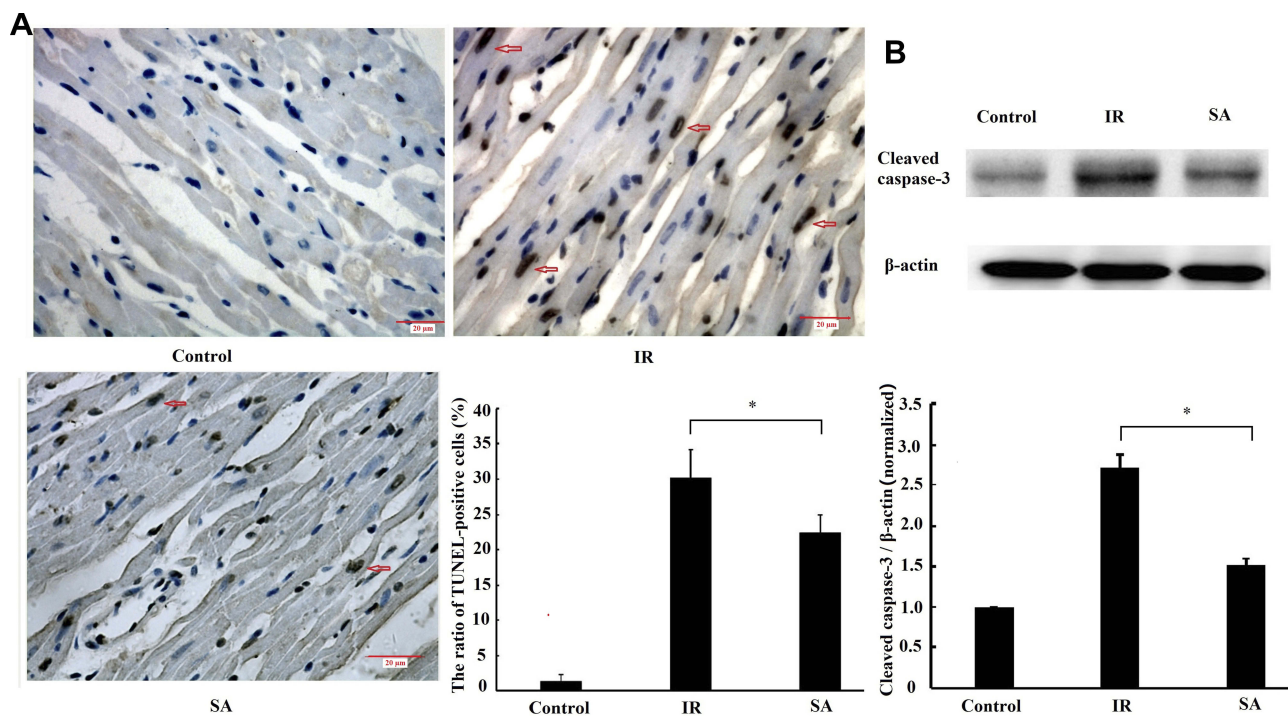 A
B
Control IR SA
Cleaved
caspase-3
β-actin
20 μm
20 μm
Control
IR
20 μm
SA
The ratio of TUNEL-positive cells (%)
40
35
30
25
20
15
10
5
0
*
Control IR SA
Cleaved caspase-3 / β-actin (normalized)
3.5
3.0
2.5
2.0
1.5
1.0
0.5
0
*
Control IR SA